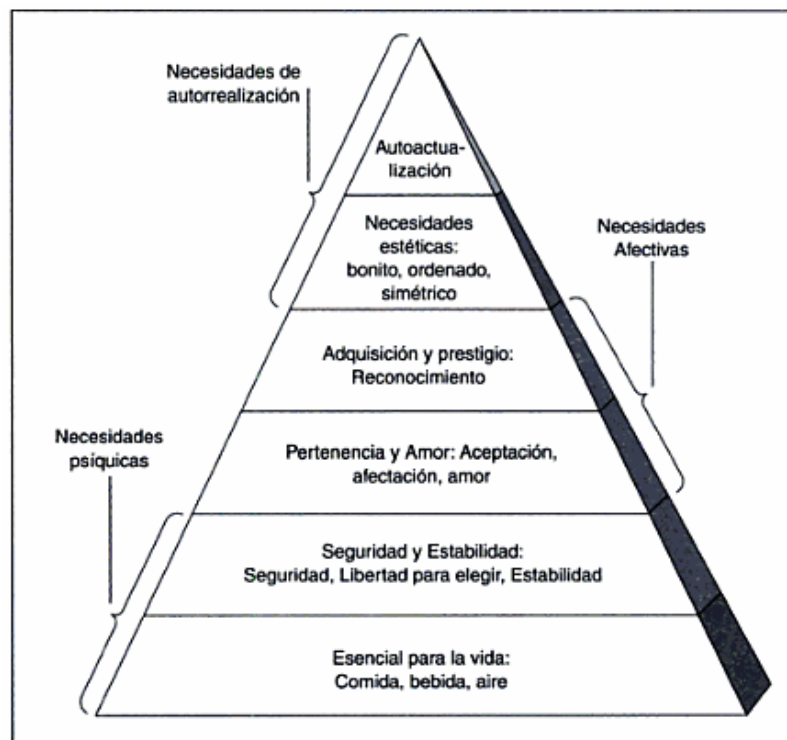 Necesidades de
autorrealización
Autoactua-
lización
Necesidades
estéticas:
bonito, ordenado,
simétrico
Necesidades
Afectivas
Adquisición y prestigio:
Reconocimiento
Necesidades
psíquicas
Pertenencia y Amor: Aceptación,
afectación, amor
Seguridad y Estabilidad:
Seguridad, Libertad para elegir, Estabilidad
Esencial para la vida:
Comida, bebida, aire